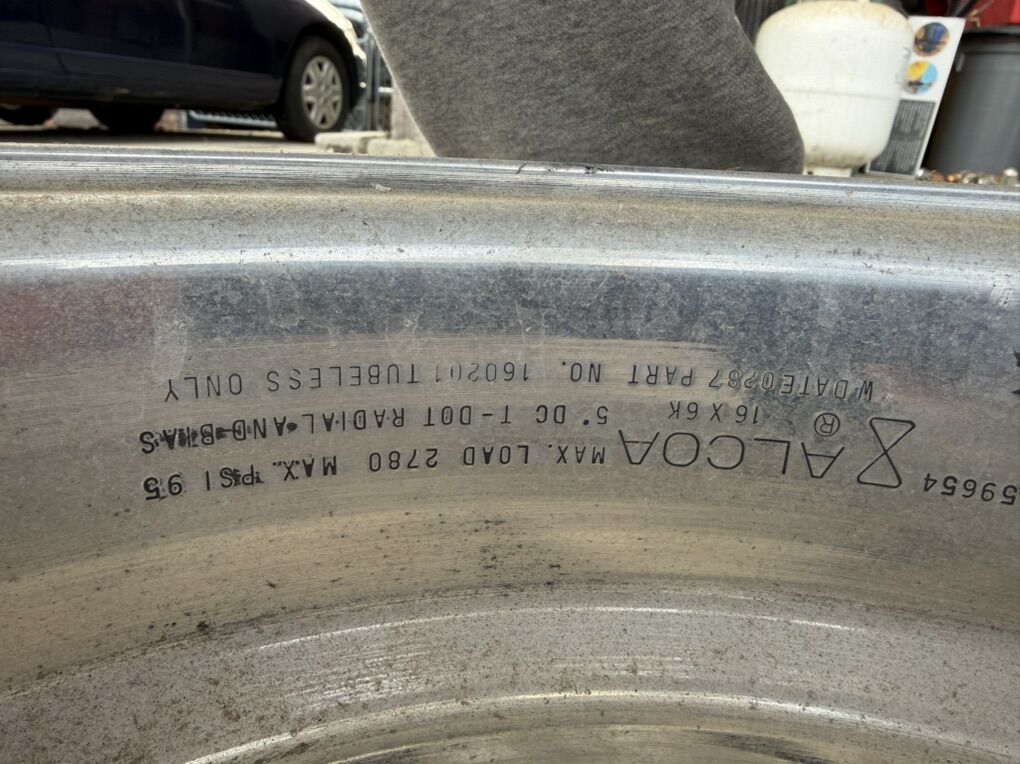 59654
ALCOA® MAX. LOAD 2780 MAX. PSI 95
16 X 6K 5° DC T-DOT RADIAL AND BIAS
W DATE0287 PART NO. 160201 TUBELESS ONLY